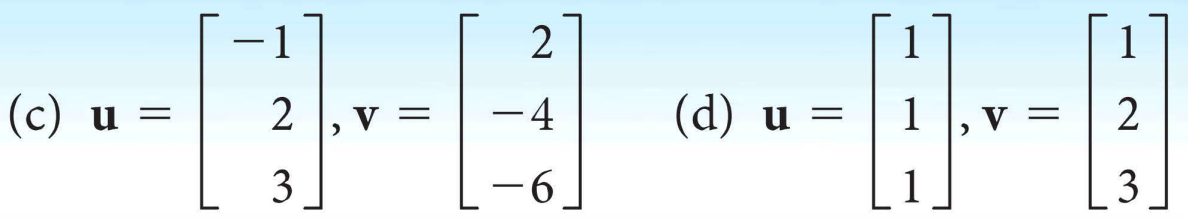 (c) u = [−1 2 3], v = [2 −4 −6] (d) u = [1 1 1], v = [1 2 3]